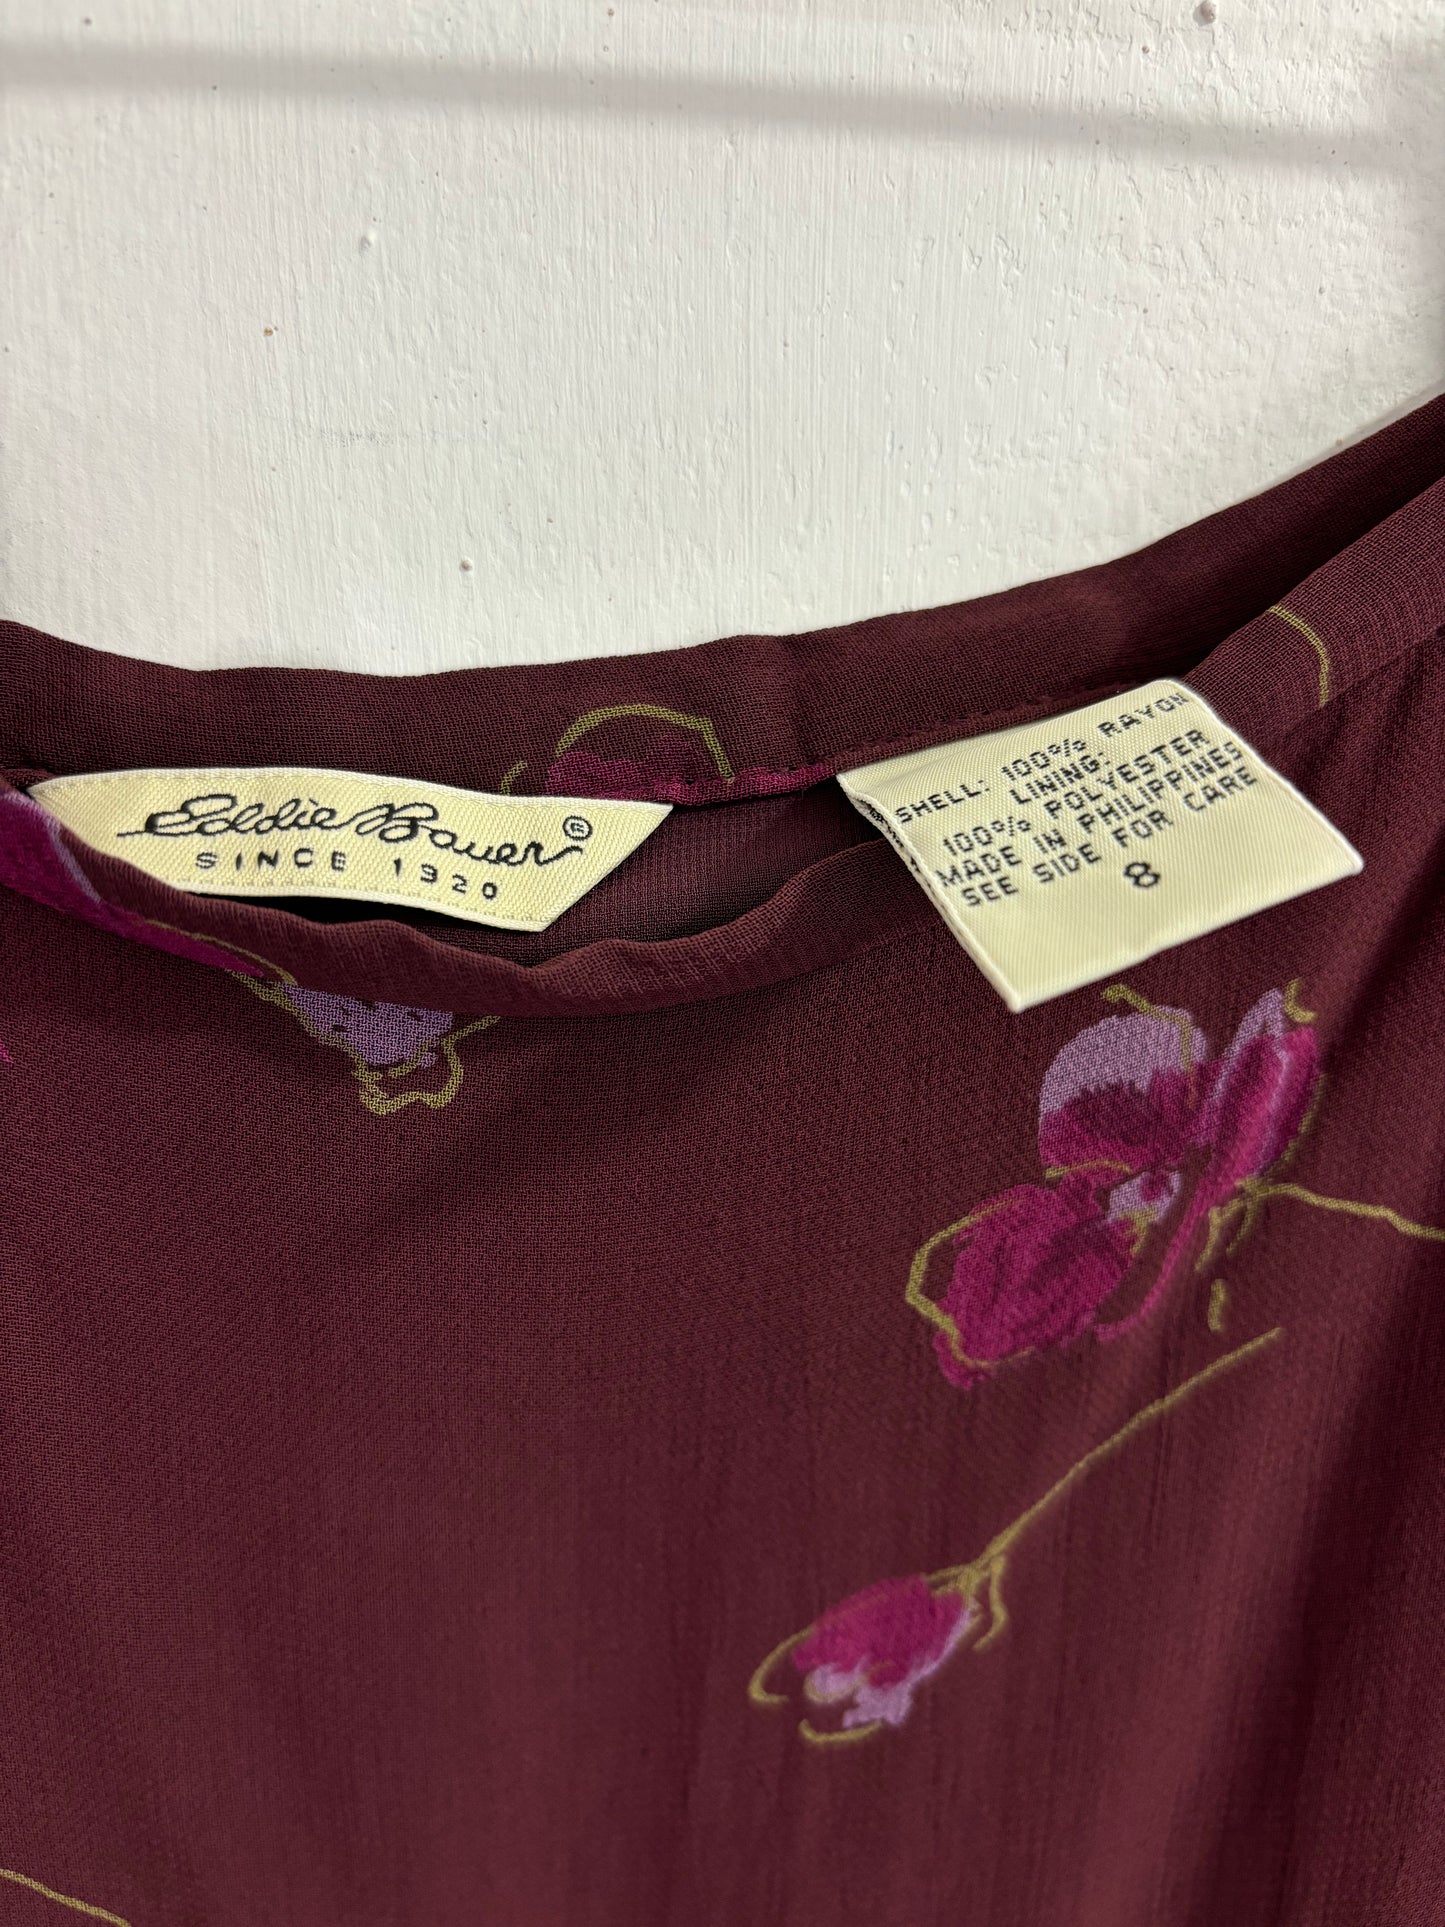 Eddie Bauer®
SINCE 1920
SHELL: 100% RAYON
LINING:
100% POLYESTER
MADE IN PHILIPPINES
SEE SIDE FOR CARE
8